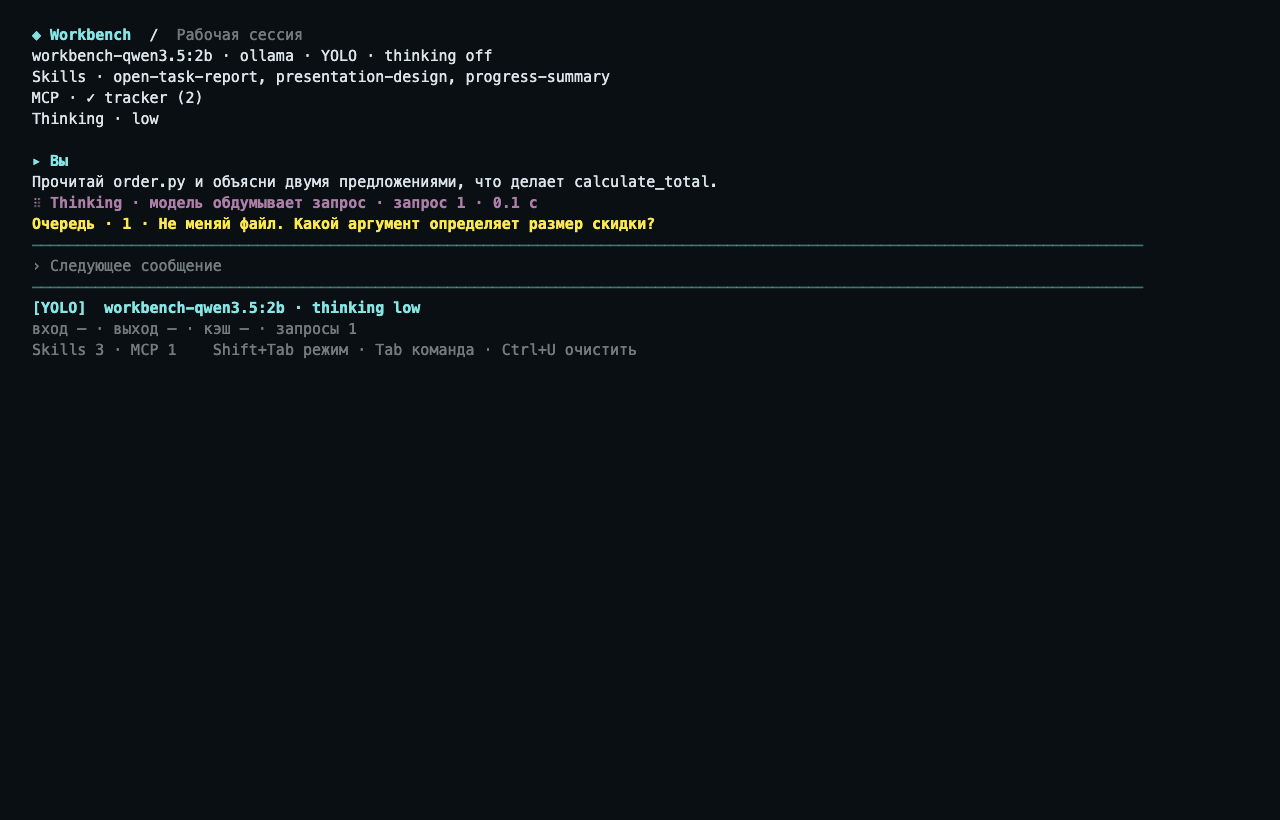 ◆ Workbench / Рабочая сессия
workbench-qwen3.5:2b · ollama · YOLO · thinking off
Skills · open-task-report, presentation-design, progress-summary
MCP · ✓ tracker (2)
Thinking · low
▸ Вы
Прочитай order.py и объясни двумя предложениями, что делает calculate_total.
⠿ Thinking · модель обдумывает запрос · запрос 1 · 0.1 с
Очередь · 1 · Не меняй файл. Какой аргумент определяет размер скидки?
› Следующее сообщение
[YOLO] workbench-qwen3.5:2b · thinking low
вход — · выход — · кэш — · запросы 1
Skills 3 · MCP 1 Shift+Tab режим · Tab команда · Ctrl+U очистить